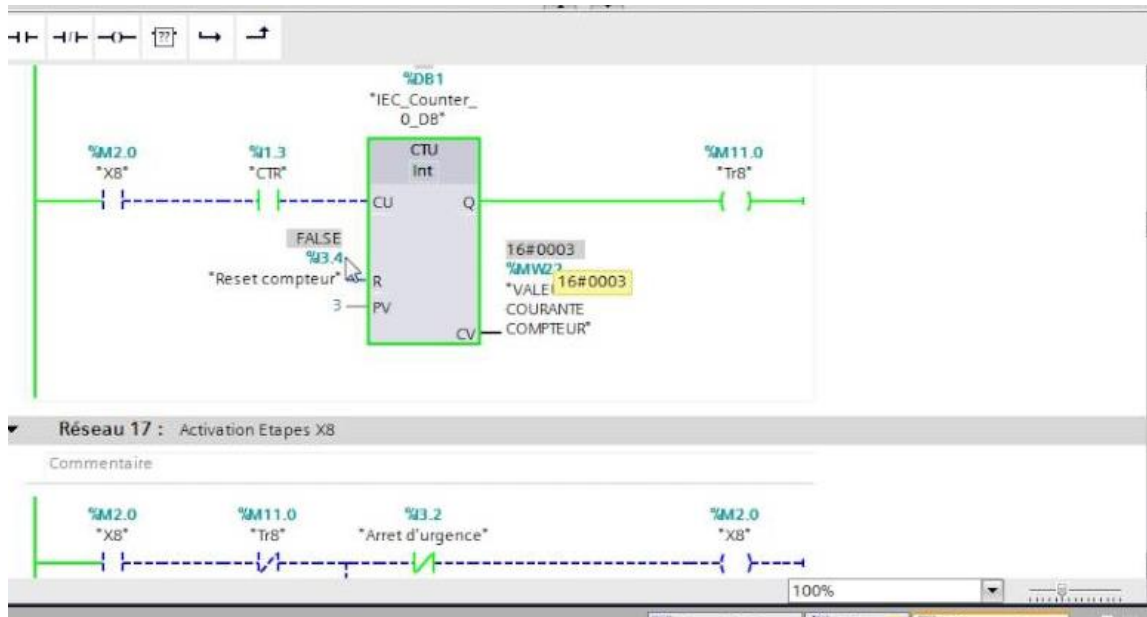 ??
%DB1
"IEC_Counter_
0_DB"
%M2.0
"X8"
%I1.3
"CTR"
CTU
Int
%M11.0
"Tr8"
CU
Q
FALSE
%I3.4
"Reset compteur"
R
3
PV
CV
16#0003
%MW22
16#0003
"VALEU
COURANTE
COMPTEUR"
Réseau 17 : Activation Etapes X8
Commentaire
%M2.0
"X8"
%M11.0
"Tr8"
%I3.2
"Arret d'urgence"
%M2.0
"X8"
100%